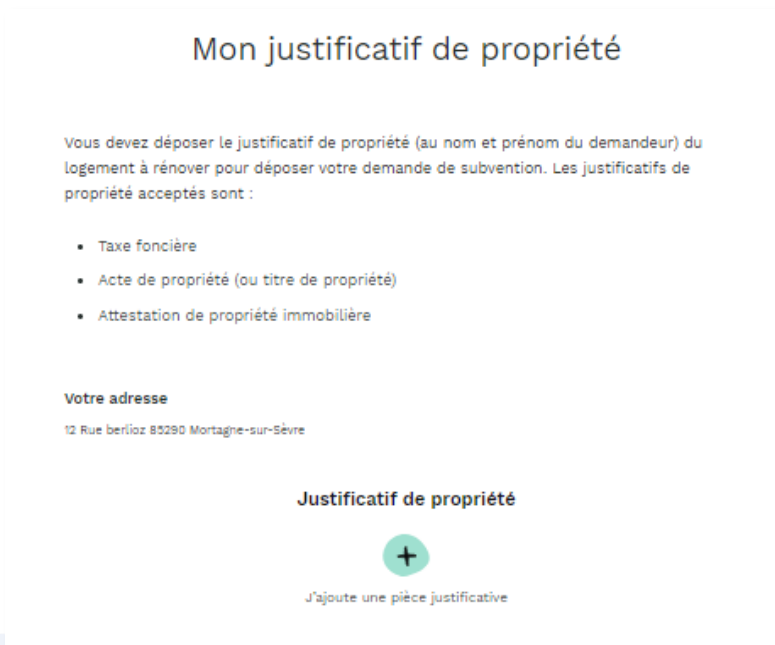 Mon justificatif de propriété
Vous devez déposer le justificatif de propriété (au nom et prénom du demandeur) du
logement à rénover pour déposer votre demande de subvention. Les justificatifs de
propriété acceptés sont :
• Taxe foncière
• Acte de propriété (ou titre de propriété)
• Attestation de propriété immobilière
Votre adresse
12 Rue berlioz 85290 Mortagne-sur-Sèvre
Justificatif de propriété
+
J'ajoute une pièce justificative